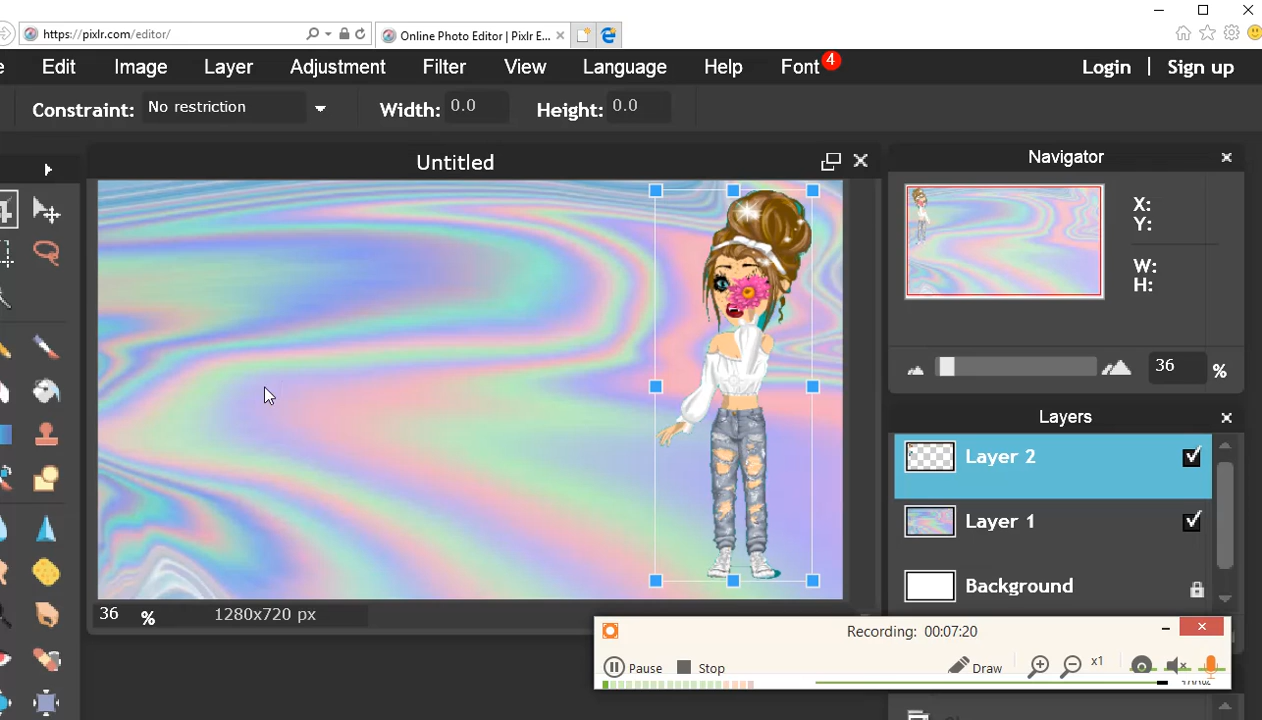 https://pixlr.com/editor/
Online Photo Editor | Pixlr E...
Edit Image Layer Adjustment Filter View Language Help Font 4 Login | Sign up
Constraint: No restriction Width: 0.0 Height: 0.0
Untitled
Navigator
X:
Y:
W:
H:
36 %
Layers
Layer 2
Layer 1
Background
36 % 1280x720 px
Recording: 00:07:20
Pause Stop Draw x1